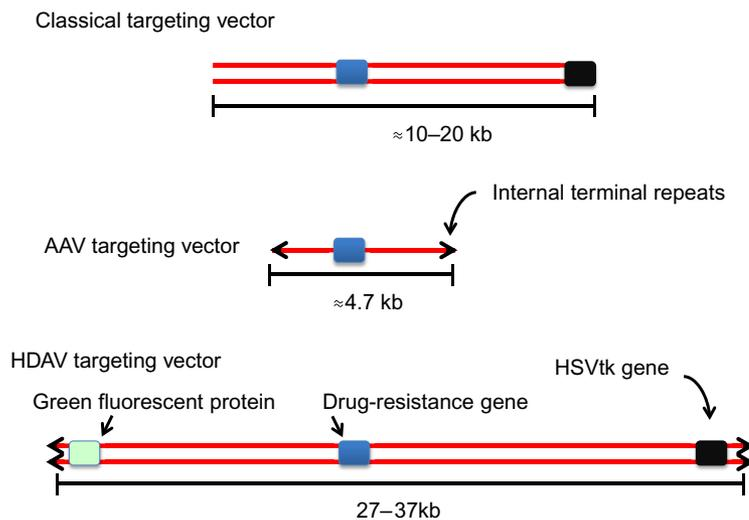 Classical targeting vector
≈10–20 kb
Internal terminal repeats
AAV targeting vector
≈4.7 kb
HDAV targeting vector
HSVtk gene
Green fluorescent protein
Drug-resistance gene
27–37kb